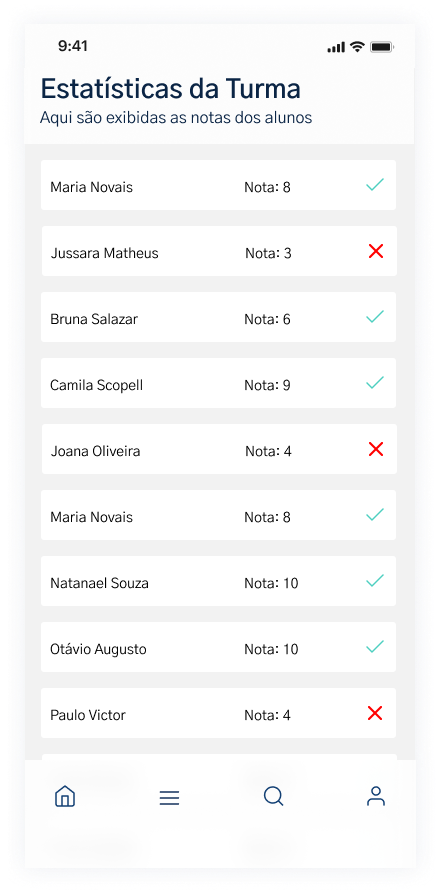 9:41
Estatísticas da Turma
Aqui são exibidas as notas dos alunos
Maria Novais Nota: 8
Jussara Matheus Nota: 3
Bruna Salazar Nota: 6
Camila Scopell Nota: 9
Joana Oliveira Nota: 4
Maria Novais Nota: 8
Natanael Souza Nota: 10
Otávio Augusto Nota: 10
Paulo Victor Nota: 4